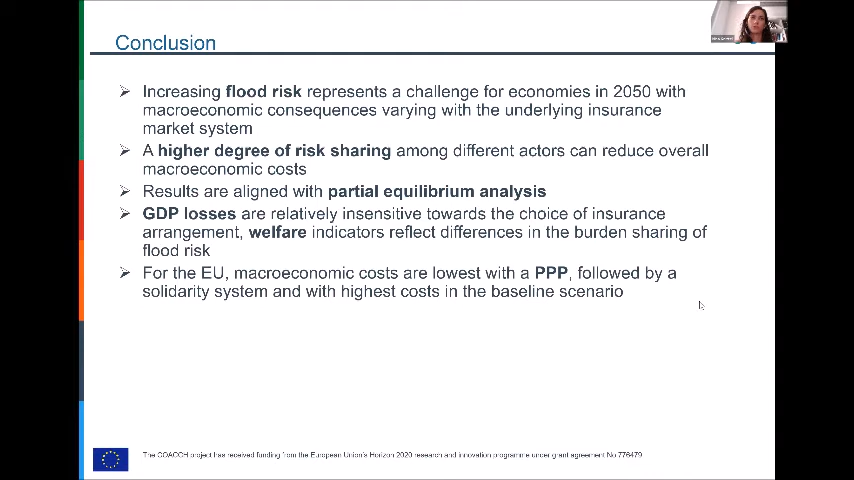 Conclusion
Increasing flood risk represents a challenge for economies in 2050 with
macroeconomic consequences varying with the underlying insurance
market system
A higher degree of risk sharing among different actors can reduce overall
macroeconomic costs
Results are aligned with partial equilibrium analysis
GDP losses are relatively insensitive towards the choice of insurance
arrangement, welfare indicators reflect differences in the burden sharing of
flood risk
For the EU, macroeconomic costs are lowest with a PPP, followed by a
solidarity system and with highest costs in the baseline scenario
The COACCH project has received funding from the European Union's Horizon 2020 research and innovation programme under grant agreement No 776479